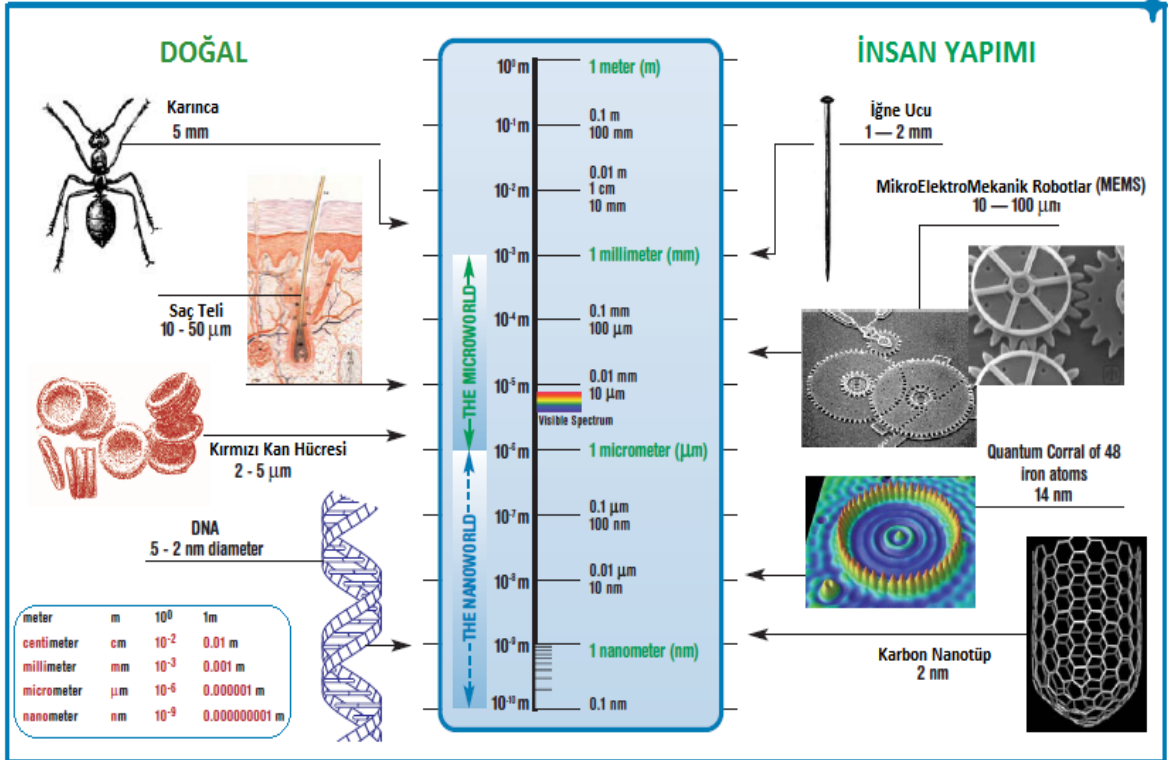 DOĞAL
Karınca
5 mm
Saç Teli
10 - 50 µm
Kırmızı Kan Hücresi
2 - 5 µm
DNA
.5 - 2 nm diameter
meter m 10⁰ 1m
centimeter cm 10⁻² 0.01 m
millimeter mm 10⁻³ 0.001 m
micrometer µm 10⁻⁶ 0.000001 m
nanometer nm 10⁻⁹ 0.000000001 m
10⁰ m 1 meter (m)
10⁻¹ m 0.1 m
100 mm
10⁻² m 0.01 m
1 cm
10 mm
10⁻³ m 1 millimeter (mm)
10⁻⁴ m 0.1 mm
100 µm
10⁻⁵ m 0.01 mm
10 µm
Visible Spectrum
10⁻⁶ m 1 micrometer (µm)
10⁻⁷ m 0.1 µm
100 nm
10⁻⁸ m 0.01 µm
10 nm
10⁻⁹ m 1 nanometer (nm)
10⁻¹⁰ m 0.1 nm
THE MICROWORLD
THE NANOWORLD
İNSAN YAPIMI
İğne Ucu
1 — 2 mm
MikroElektroMekanik Robotlar (MEMS)
10 — 100 µm
Quantum Corral of 48
iron atoms
14 nm
Karbon Nanotüp
2 nm